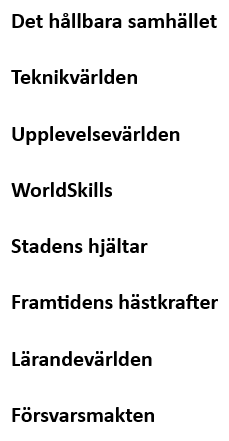 Det hållbara samhället
Teknikvärlden
Upplevelsevärlden
WorldSkills
Stadens hjältar
Framtidens hästkrafter
Lärandevärlden
Försvarsmakten